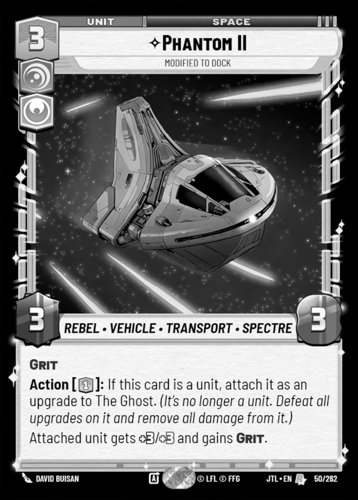 UNIT
SPACE
3
✧PHANTOM II
MODIFIED TO DOCK
3
REBEL • VEHICLE • TRANSPORT • SPECTRE
3
GRIT
Action [1]: If this card is a unit, attach it as an
upgrade to The Ghost. (It's no longer a unit. Defeat all
upgrades on it and remove all damage from it.)
Attached unit gets +3/+3 and gains GRIT.
DAVID BUISAN
© LFL © FFG
JTL • EN
R
50/262